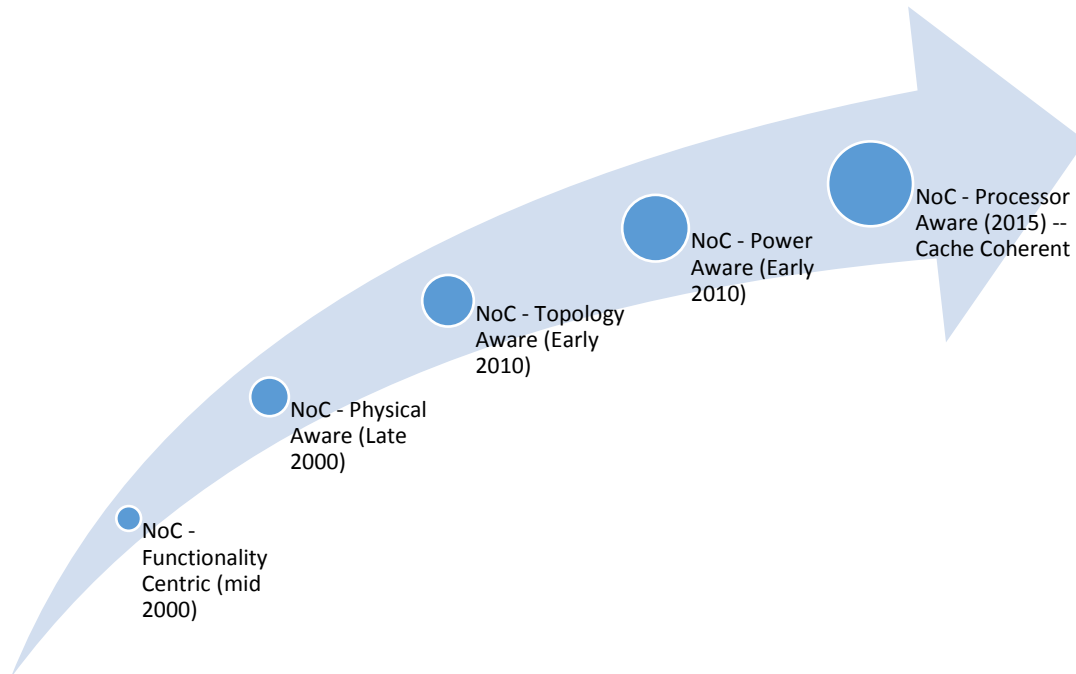 NoC -
Functionality
Centric (mid
2000)
NoC - Physical
Aware (Late
2000)
NoC - Topology
Aware (Early
2010)
NoC - Power
Aware (Early
2010)
NoC - Processor
Aware (2015) --
Cache Coherent